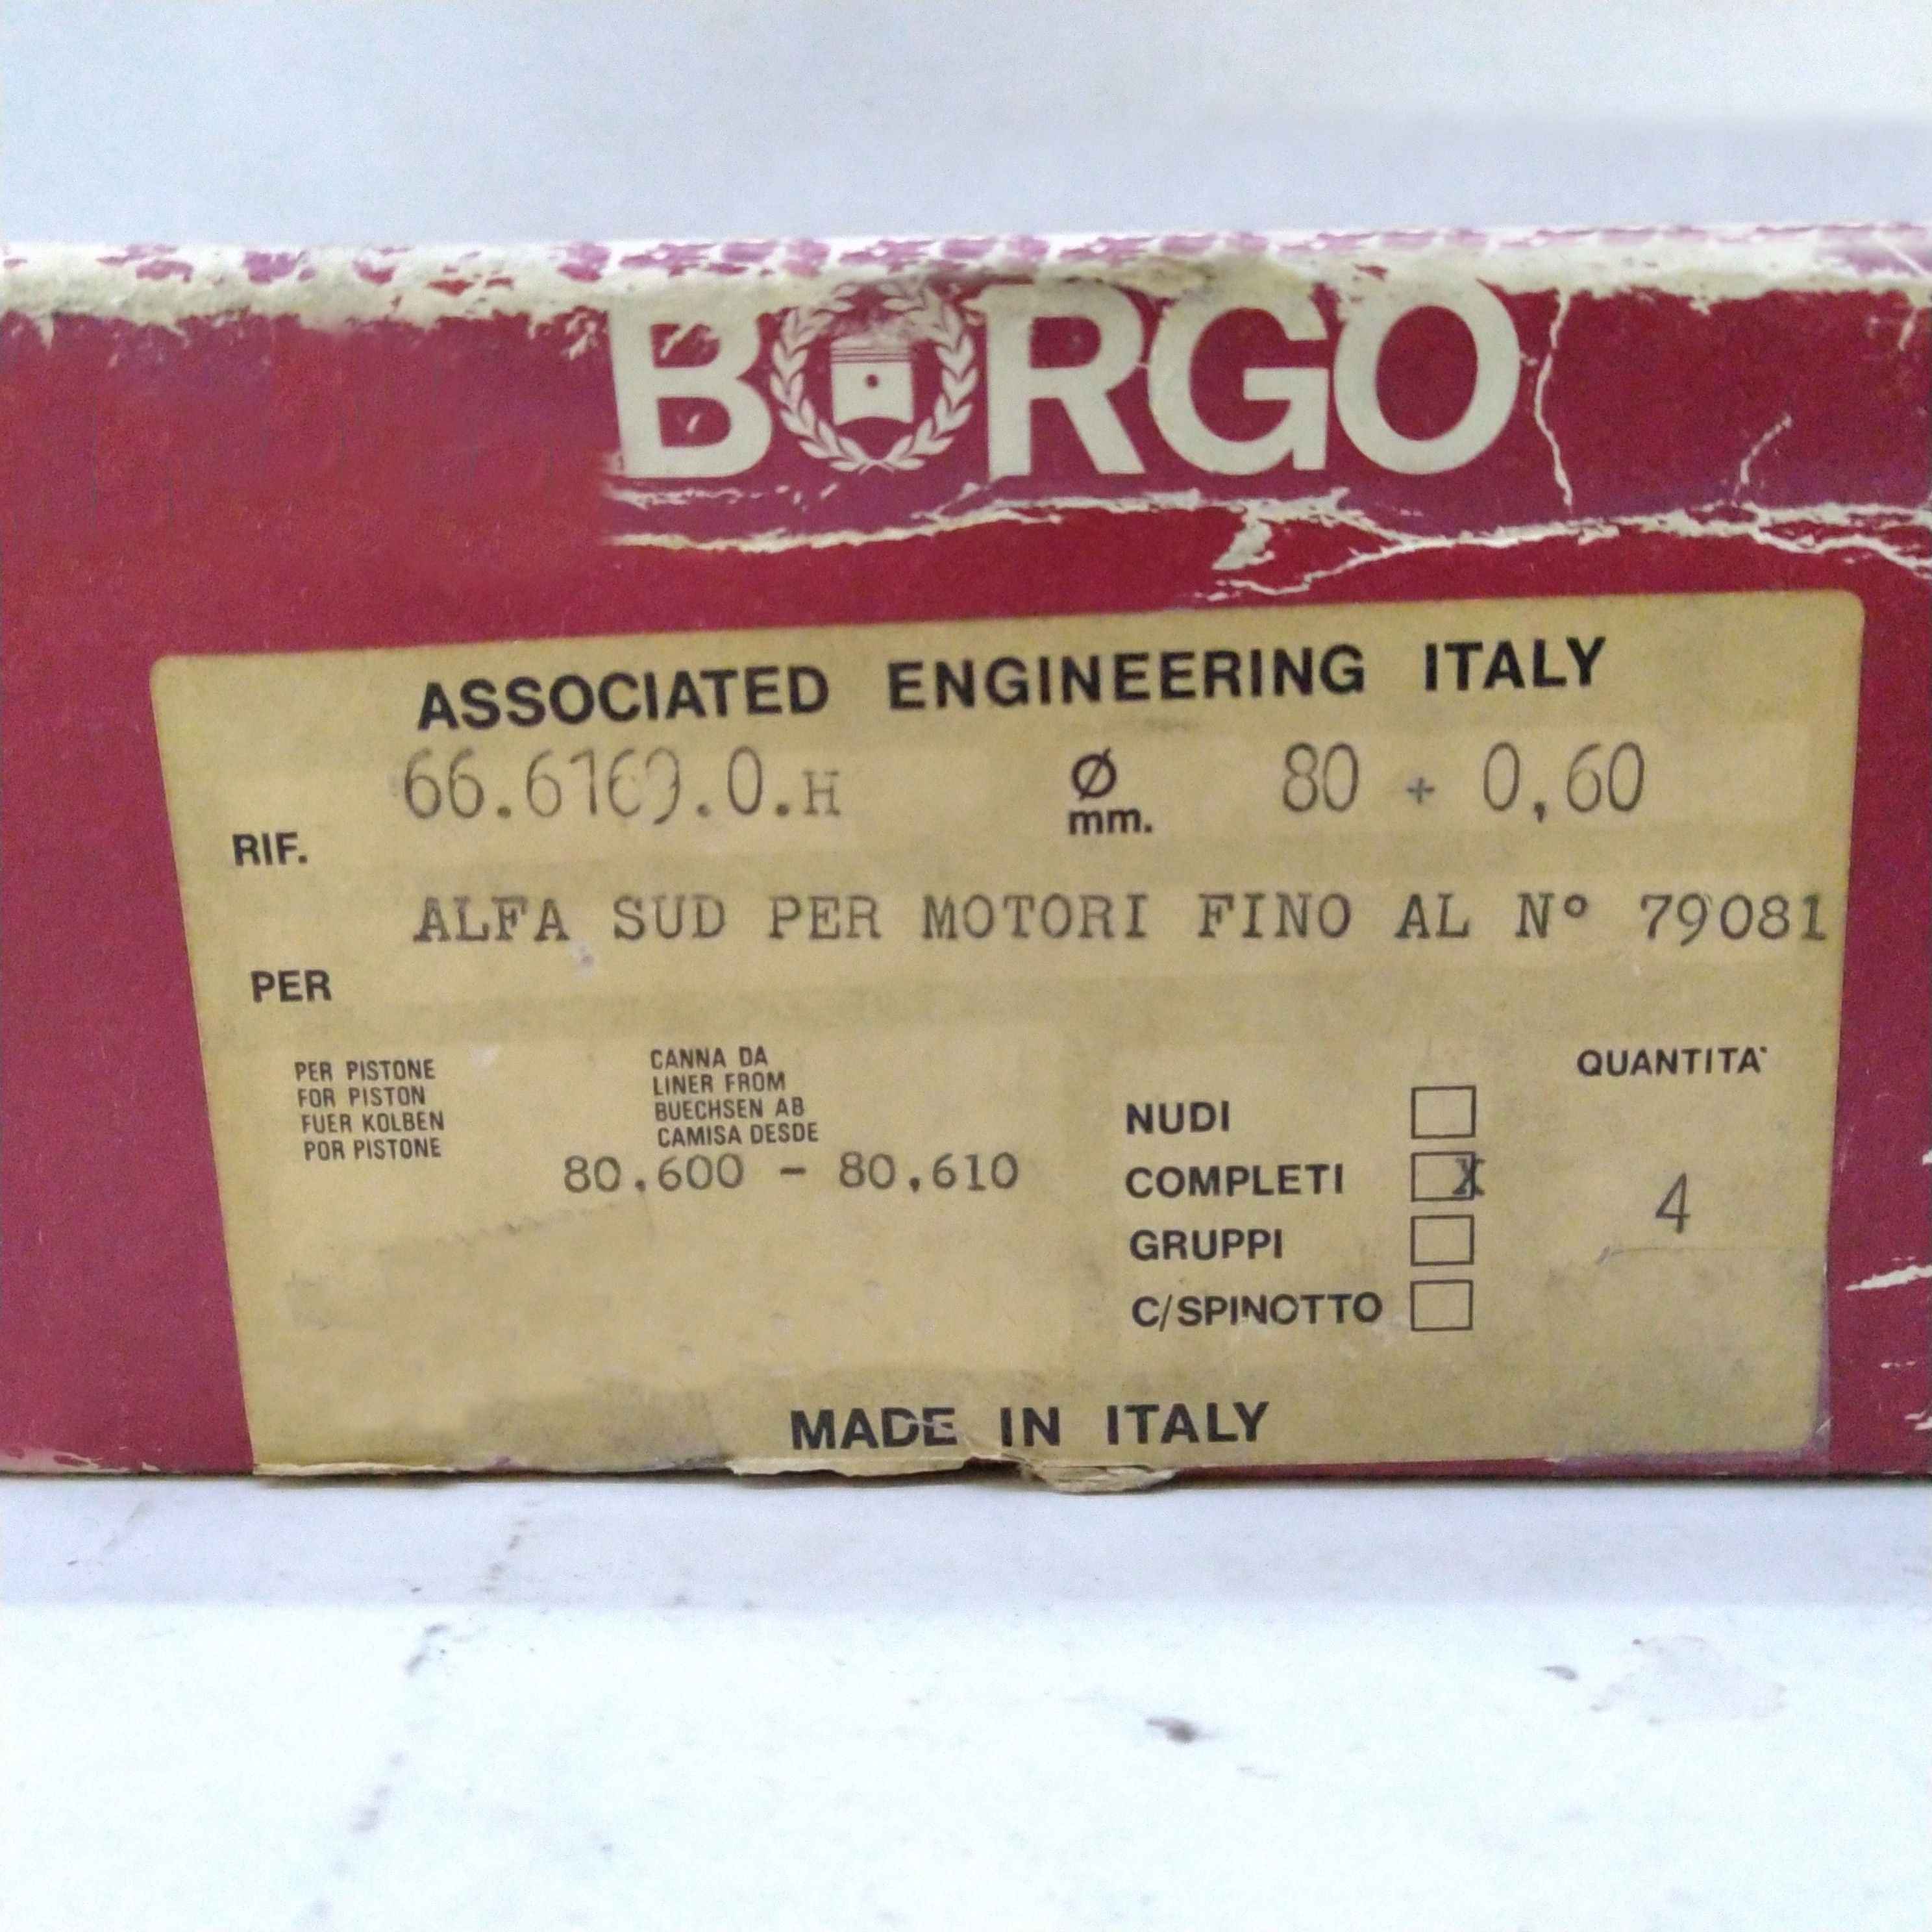 BORGO
ASSOCIATED ENGINEERING ITALY
RIF. 66.6169.0.H Ø mm. 80 + 0,60
PER ALFA SUD PER MOTORI FINO AL N° 79081
PER PISTONE
FOR PISTON
FUER KOLBEN
POR PISTONE
CANNA DA
LINER FROM
BUECHSEN AB
CAMISA DESDE
80,600 - 80,610
NUDI
COMPLETI X
GRUPPI
C/SPINOTTO
QUANTITA'
4
MADE IN ITALY